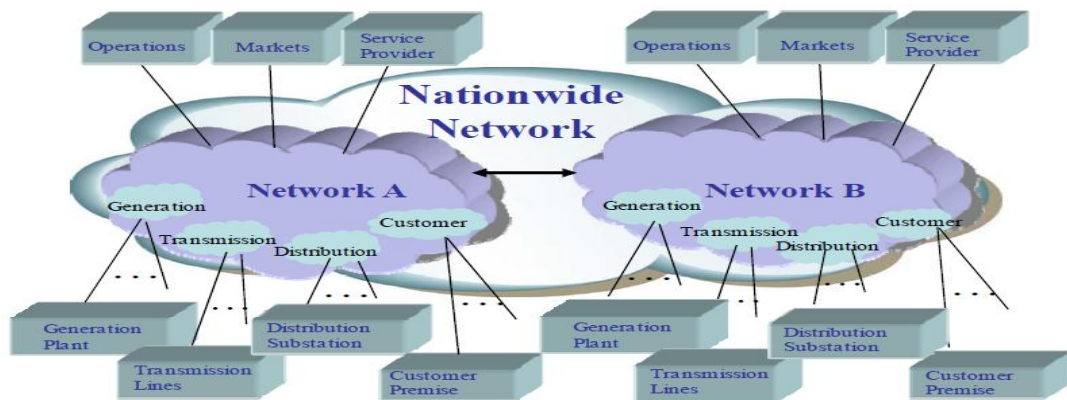 Operations
Markets
Service
Provider
Operations
Markets
Service
Provider
Nationwide
Network
Network A
Network B
Generation
Transmission
Distribution
Customer
Generation
Transmission
Distribution
Customer
Generation
Plant
Transmission
Lines
Distribution
Substation
Customer
Premise
Generation
Plant
Transmission
Lines
Distribution
Substation
Customer
Premise